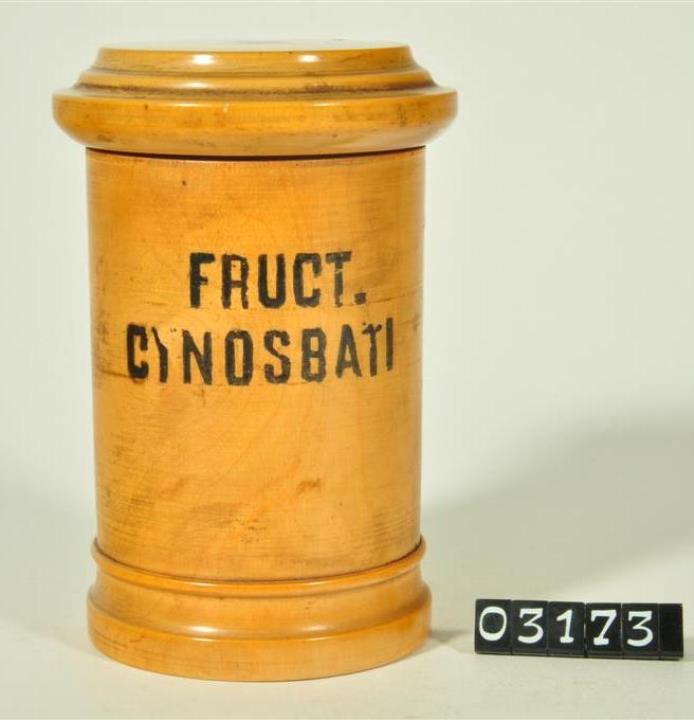 FRUCT.
CYNOSBATI
03173